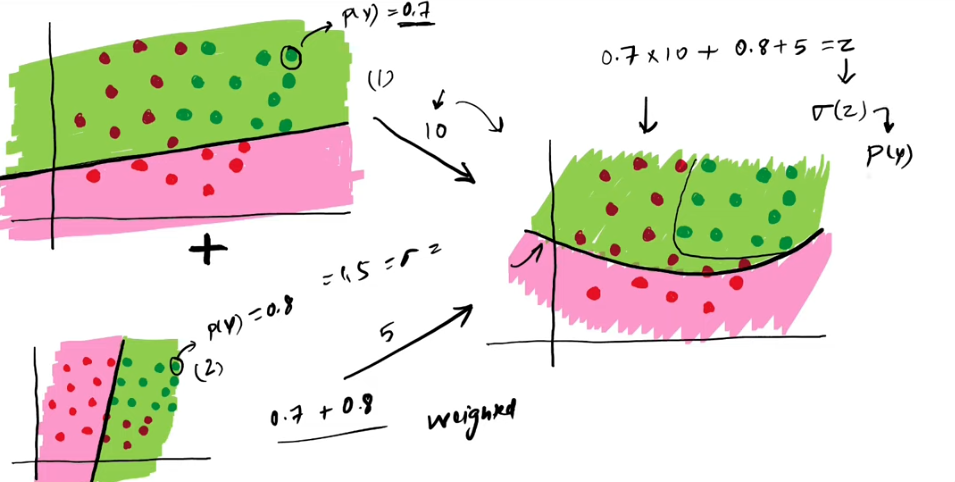 P(y) = 0.7
(1)
10
0.7 × 10 + 0.8 + 5 = z
σ(z)
P(y)
+
= 1.5 = σ =
P(y) = 0.8
(2)
5
0.7 + 0.8
weighted